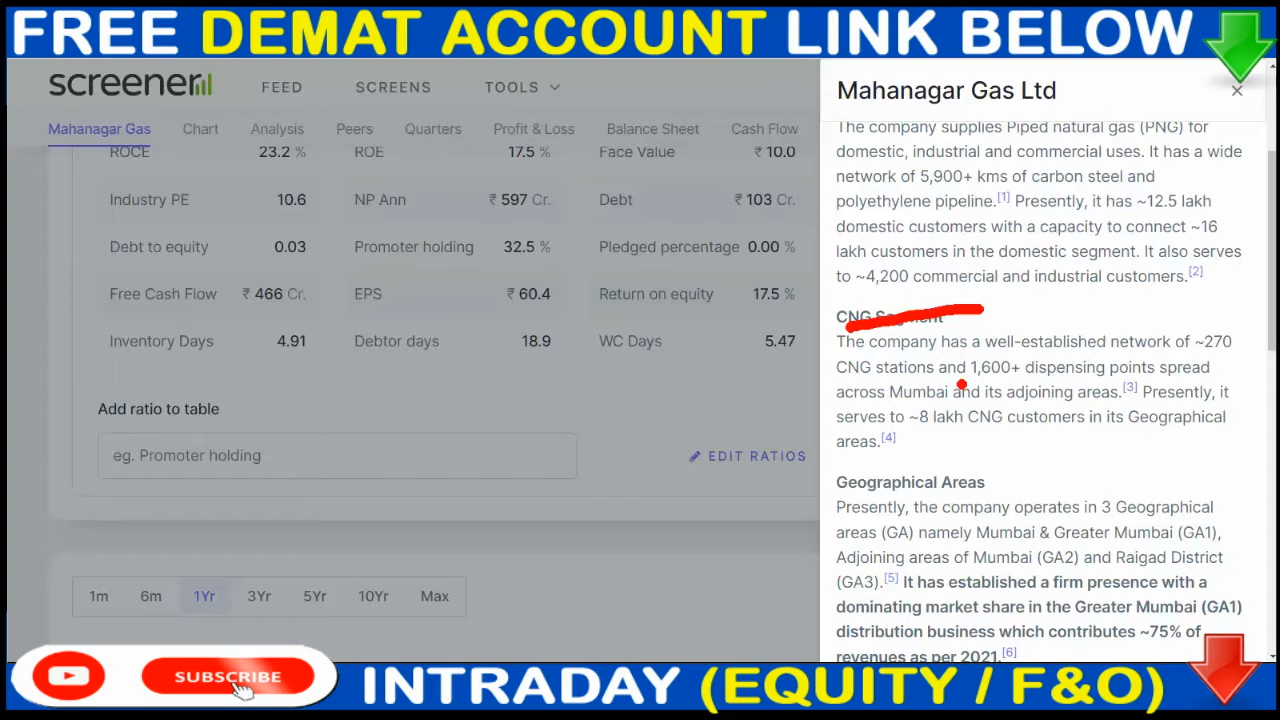 FREE DEMAT ACCOUNT LINK BELOW
screener
FEED
SCREENS
TOOLS
Mahanagar Gas
Chart
Analysis
Peers
Quarters
Profit & Loss
Balance Sheet
Cash Flow
ROCE 23.2 %
ROE 17.5 %
Face Value ₹ 10.0
Industry PE 10.6
NP Ann ₹ 597 Cr.
Debt ₹ 103 Cr.
Debt to equity 0.03
Promoter holding 32.5 %
Pledged percentage 0.00 %
Free Cash Flow ₹ 466 Cr.
EPS ₹ 60.4
Return on equity 17.5 %
Inventory Days 4.91
Debtor days 18.9
WC Days 5.47
Add ratio to table
eg. Promoter holding
EDIT RATIOS
1m 6m 1Yr 3Yr 5Yr 10Yr Max
Mahanagar Gas Ltd
The company supplies Piped natural gas (PNG) for
domestic, industrial and commercial uses. It has a wide
network of 5,900+ kms of carbon steel and
polyethylene pipeline.[1] Presently, it has ~12.5 lakh
domestic customers with a capacity to connect ~16
lakh customers in the domestic segment. It also serves
to ~4,200 commercial and industrial customers.[2]
CNG Segment
The company has a well-established network of ~270
CNG stations and 1,600+ dispensing points spread
across Mumbai and its adjoining areas.[3] Presently, it
serves to ~8 lakh CNG customers in its Geographical
areas.[4]
Geographical Areas
Presently, the company operates in 3 Geographical
areas (GA) namely Mumbai & Greater Mumbai (GA1),
Adjoining areas of Mumbai (GA2) and Raigad District
(GA3).[5] It has established a firm presence with a
dominating market share in the Greater Mumbai (GA1)
distribution business which contributes ~75% of
revenues as per 2021.[6]
SUBSCRIBE
INTRADAY (EQUITY / F&O)